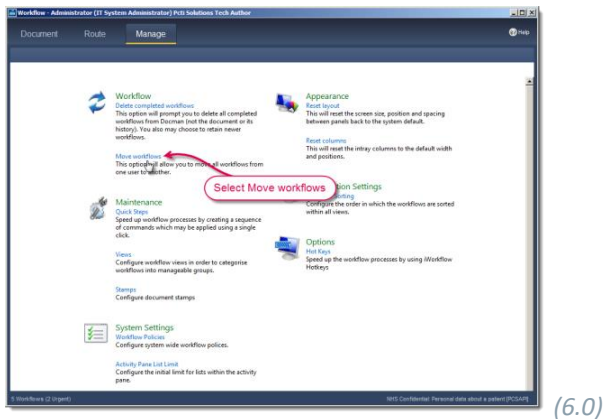 Workflow - Administrator (IT System Administrator) Pcti Solutions Tech Author
Document Route Manage Help
Workflow
Delete completed workflows
This option will prompt you to delete all completed
workflows from Docman (not the document or its
history). You also may choose to retain newer
workflows.
Move workflows
This option will allow you to move all workflows from
one user to another.
Select Move workflows
Maintenance
Quick Steps
Speed up workflow processes by creating a sequence
of commands which may be applied using a single
click.
Views
Configure workflow views in order to categorise
workflows into manageable groups.
Stamps
Configure document stamps
System Settings
Workflow Policies
Configure system wide workflow polices.
Activity Pane List Limit
Configure the initial limit for lists within the activity
pane.
Appearance
Reset layout
This will reset the screen size, position and spacing
between panels back to the system default.
Reset columns
This will reset the intray columns to the default width
and positions.
ion Settings
orting
Configure the order in which the workflows are sorted
within all views.
Options
Hot Keys
Speed up the workflow processes by using iWorkflow
Hotkeys
5 Workflows (2 Urgent)
NHS Confidential: Personal data about a patient [PCSAPI]
(6.0)